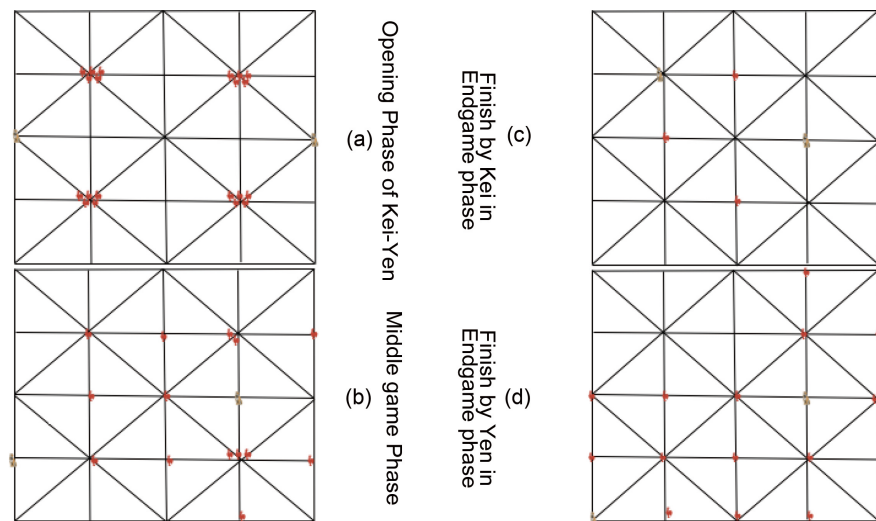 (a)
Opening Phase of Kei-Yen
(b)
Middle game Phase
(c)
Finish by Kei in
Endgame phase
(d)
Finish by Yen in
Endgame phase